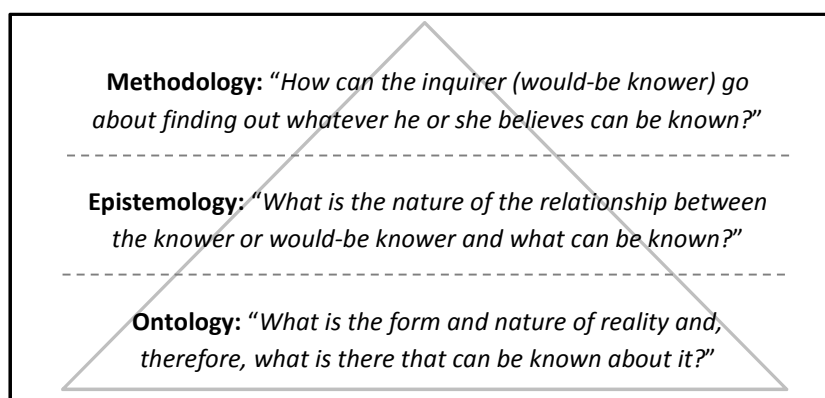 Methodology: “How can the inquirer (would-be knower) go
about finding out whatever he or she believes can be known?”
Epistemology: “What is the nature of the relationship between
the knower or would-be knower and what can be known?”
Ontology: “What is the form and nature of reality and,
therefore, what is there that can be known about it?”